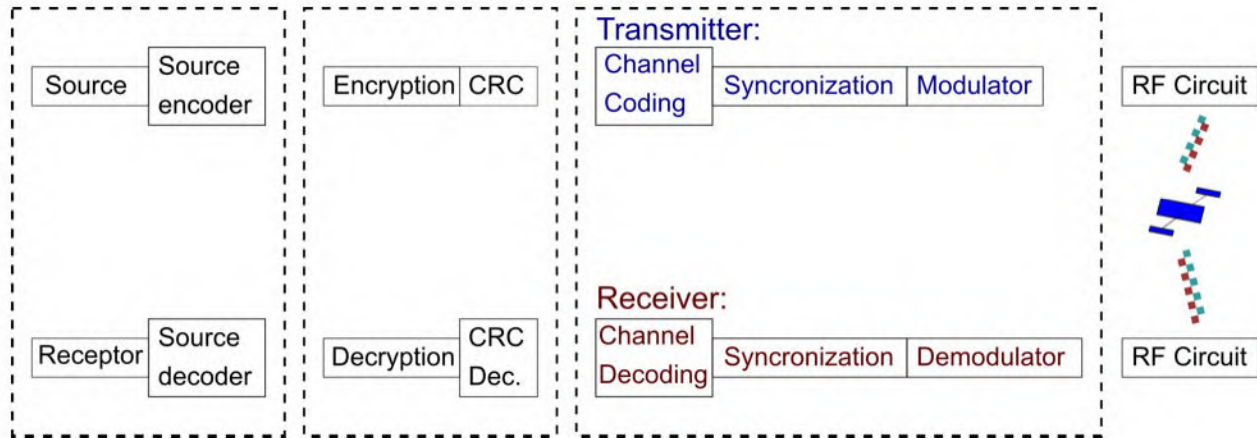 Transmitter:
Source
Source
encoder
Encryption
CRC
Channel
Coding
Syncronization
Modulator
RF Circuit
Receiver:
Receptor
Source
decoder
Decryption
CRC
Dec.
Channel
Decoding
Syncronization
Demodulator
RF Circuit